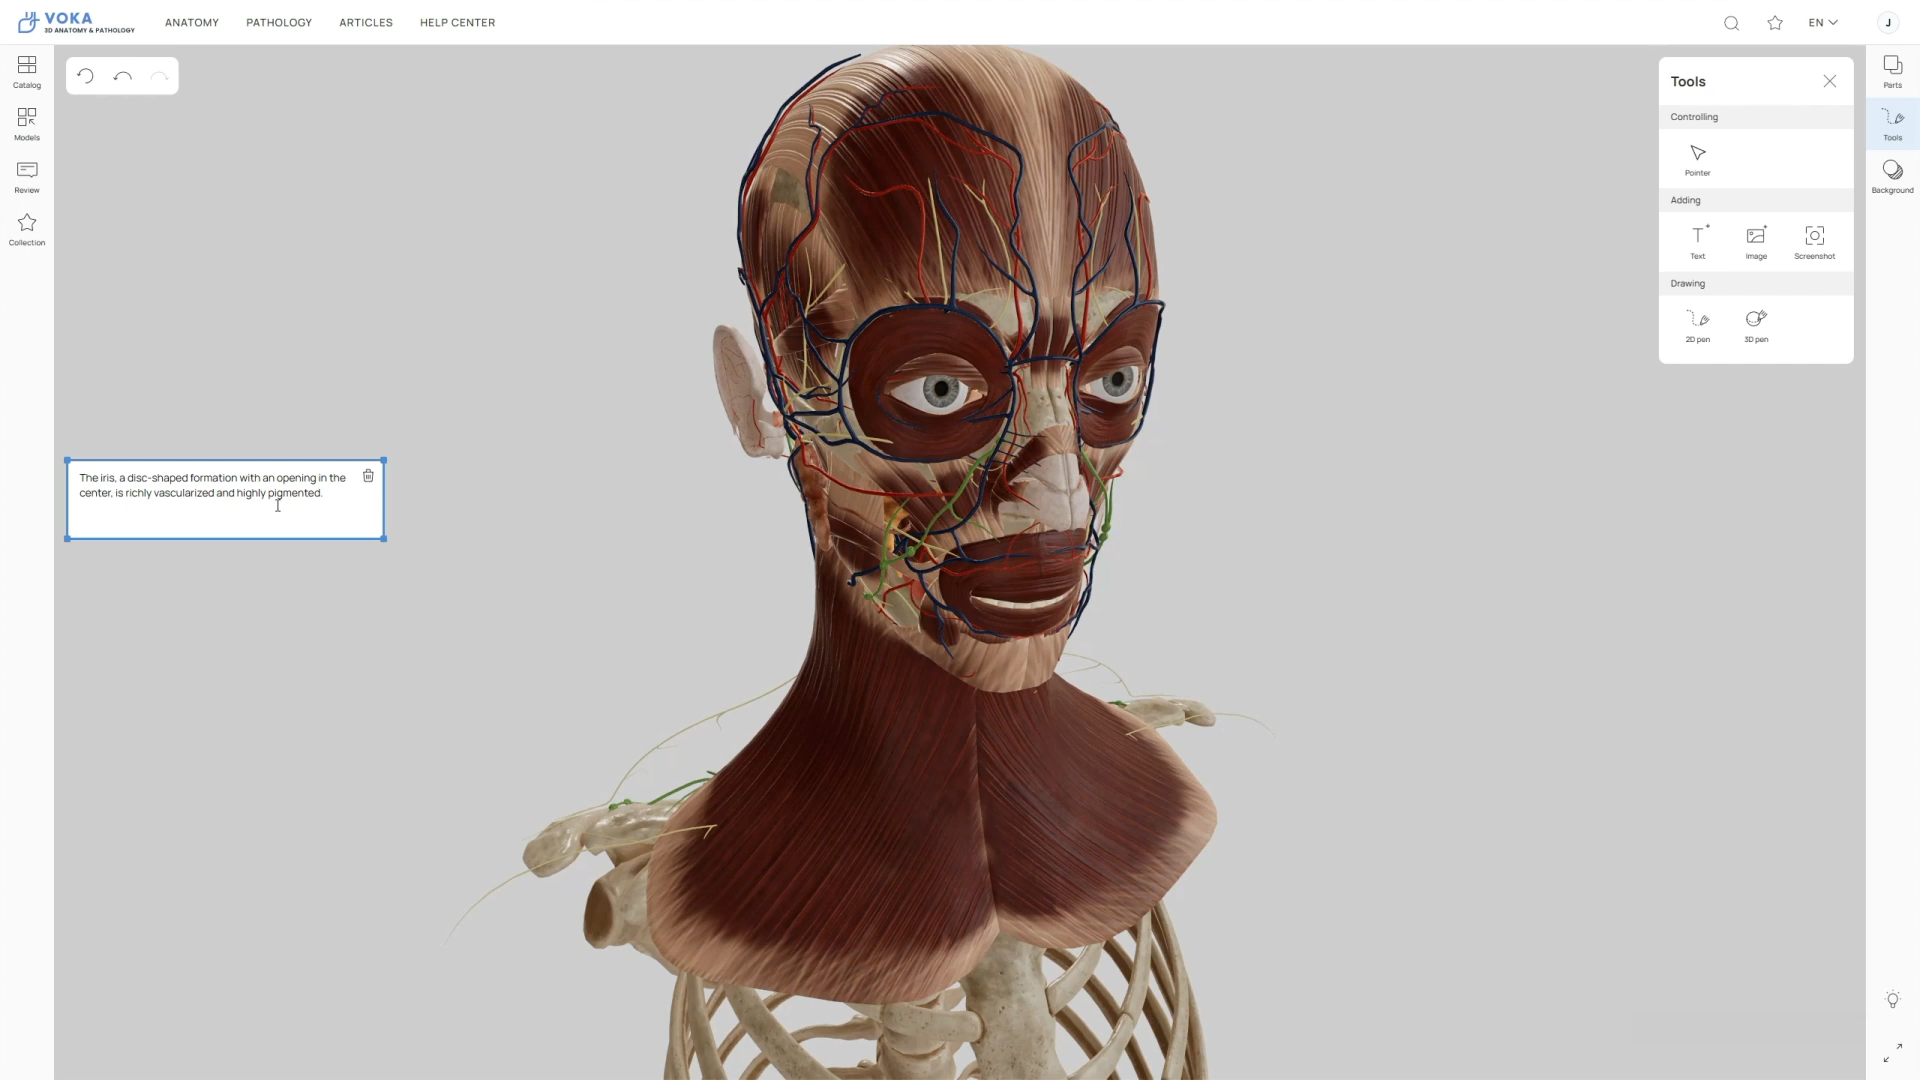 VOKA
3D ANATOMY & PATHOLOGY
ANATOMY
PATHOLOGY
ARTICLES
HELP CENTER
EN
J
Catalog
Models
Review
Collection
The iris, a disc-shaped formation with an opening in the
center, is richly vascularized and highly pigmented.
Tools
Controlling
Pointer
Adding
Text
Image
Screenshot
Drawing
2D pen
3D pen
Parts
Tools
Background